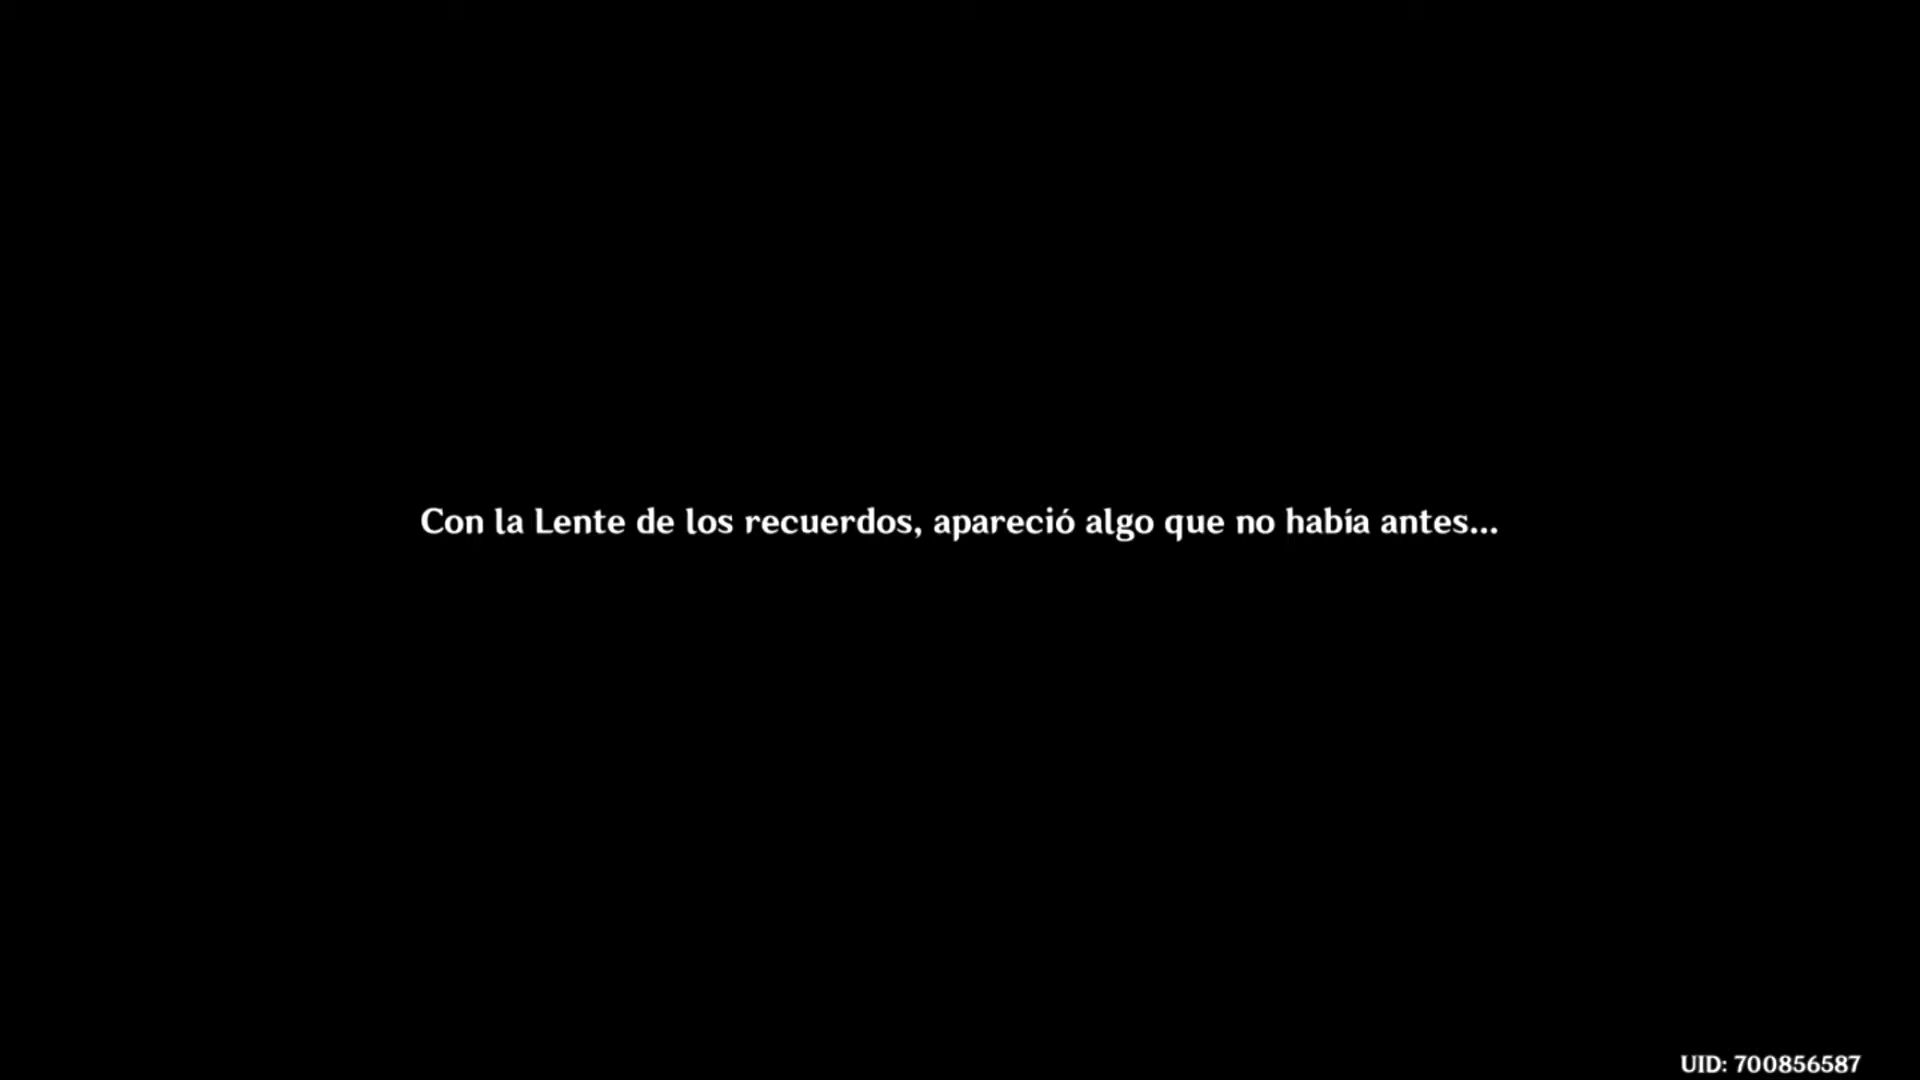 Con la Lente de los recuerdos, apareció algo que no había antes...
UID: 700856587